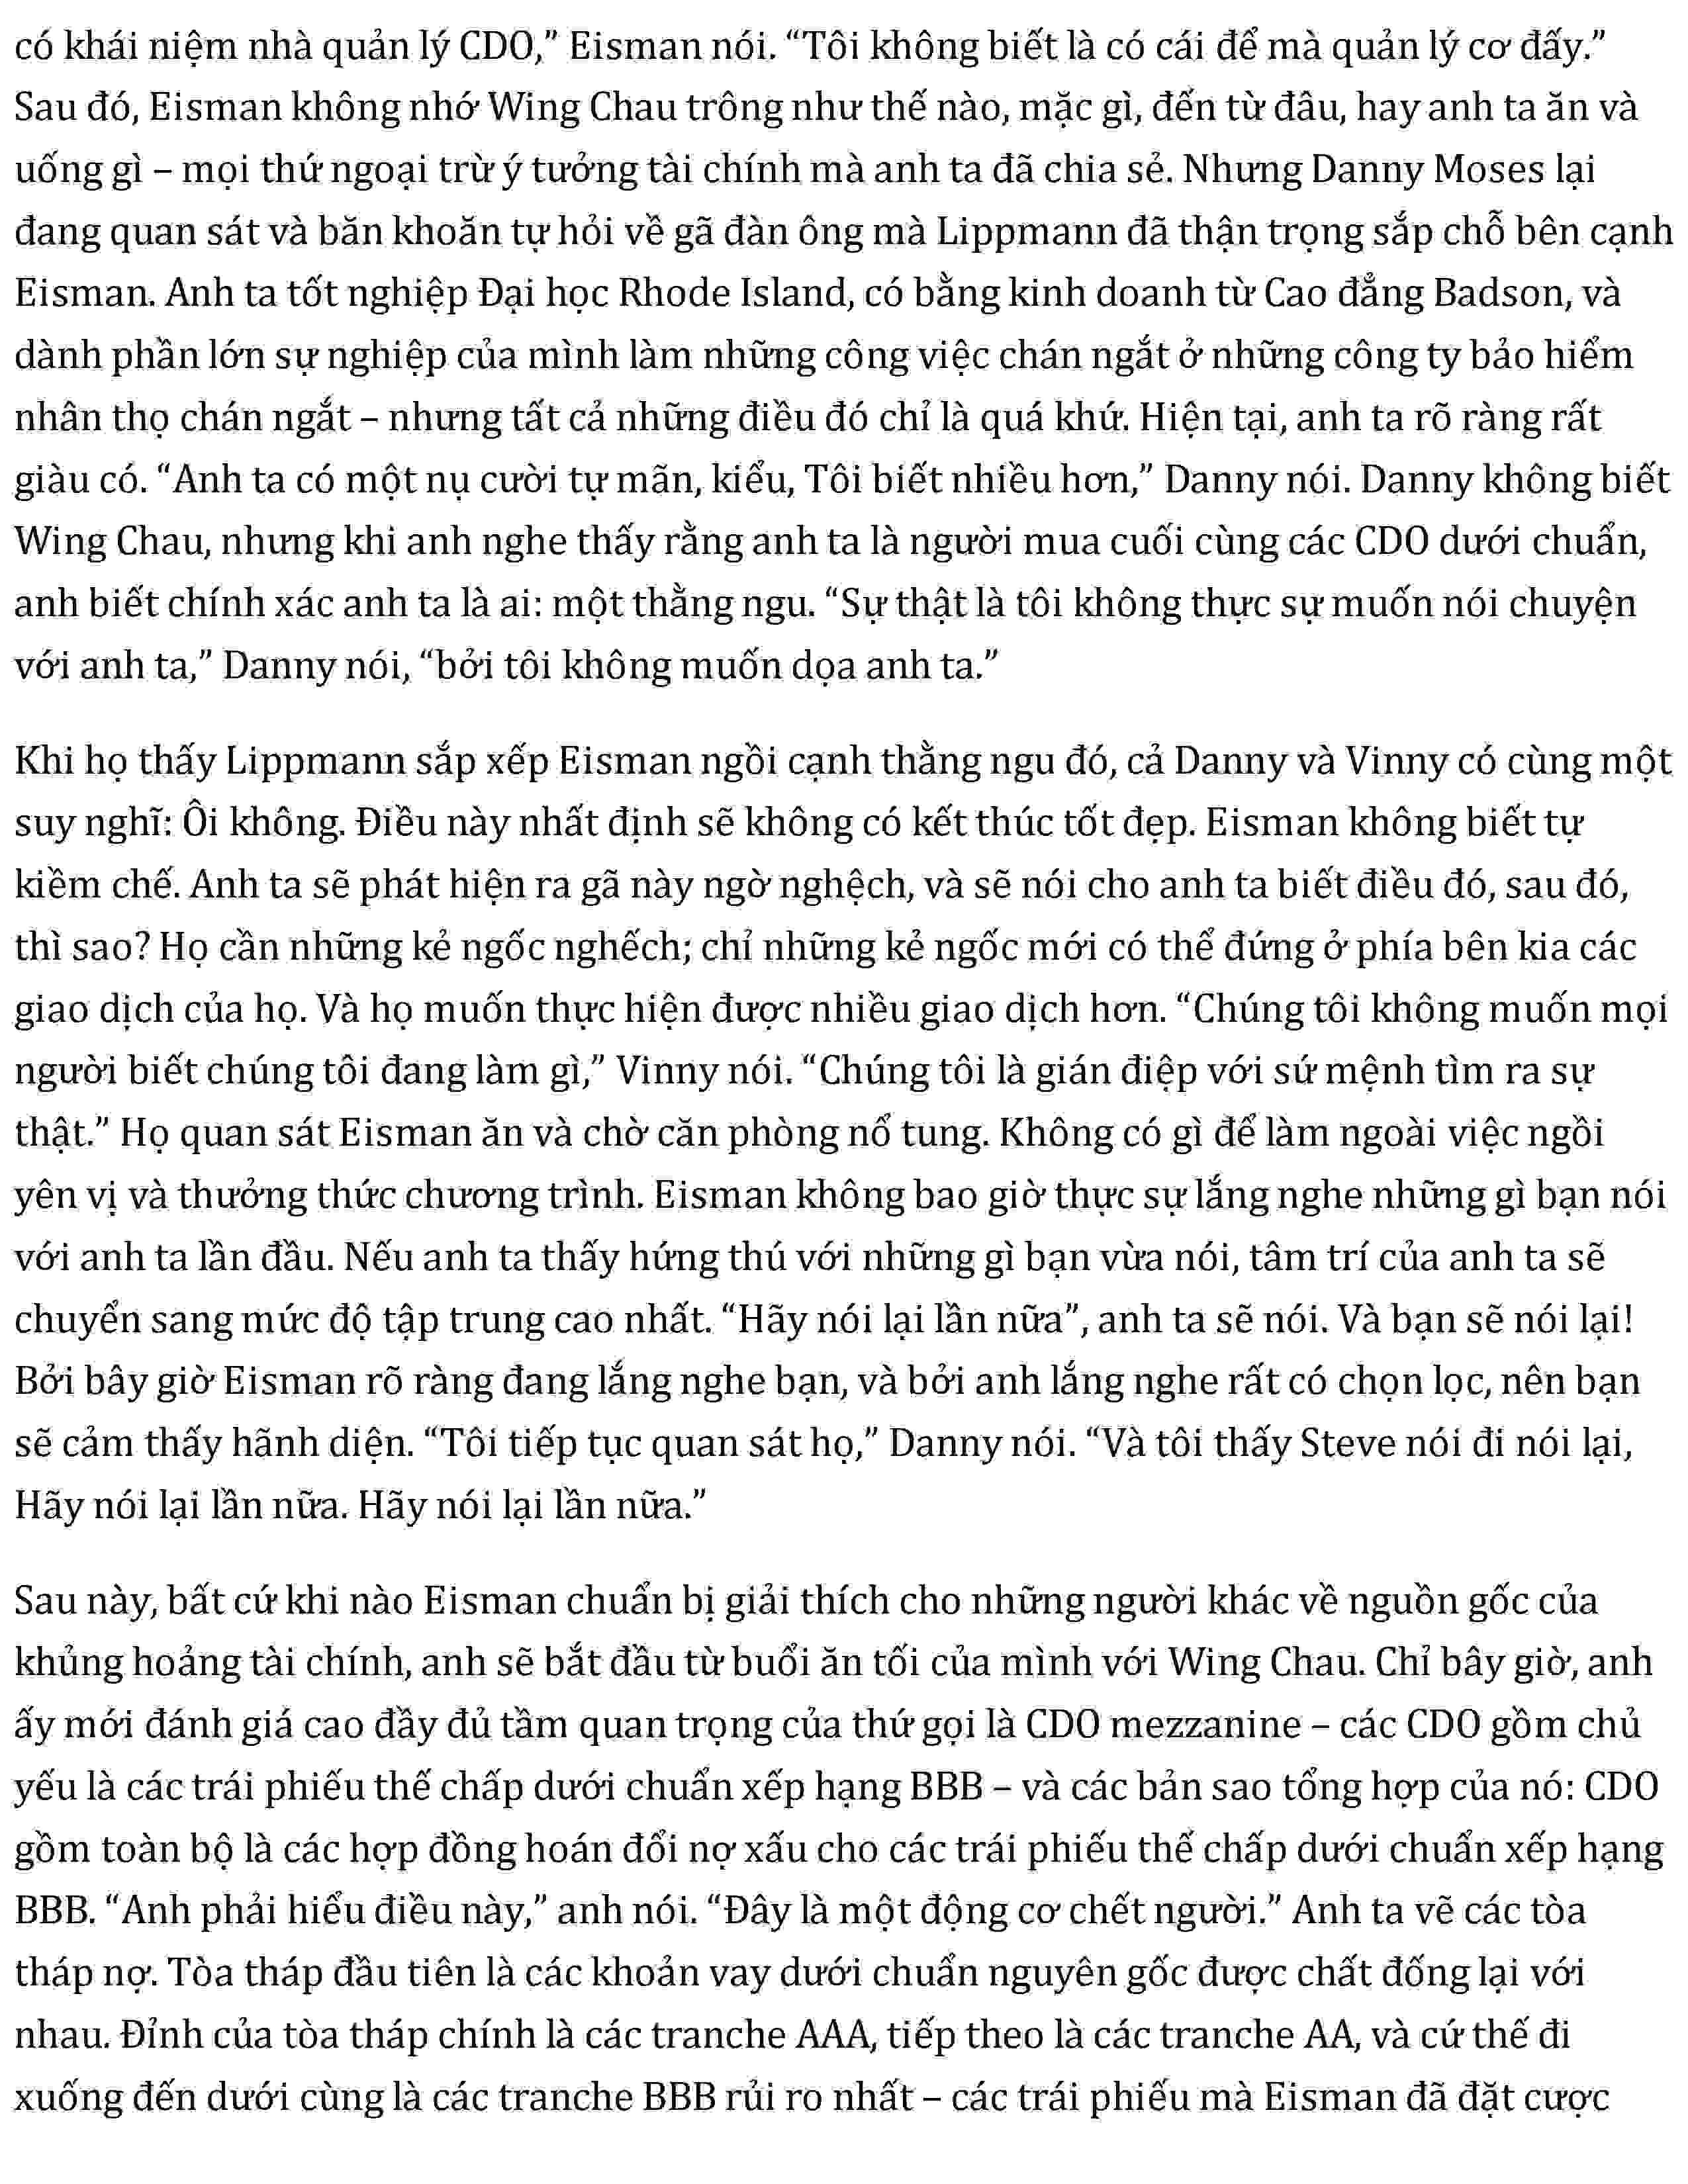 có khái niệm nhà quản lý CDO,” Eisman nói. “Tôi không biết là có cái để mà quản lý cơ đấy.”
Sau đó, Eisman không nhớ Wing Chau trông như thế nào, mặc gì, đến từ đâu, hay anh ta ăn và
uống gì – mọi thứ ngoại trừ ý tưởng tài chính mà anh ta đã chia sẻ. Nhưng Danny Moses lại
đang quan sát và băn khoăn tự hỏi về gã đàn ông mà Lippmann đã thận trọng sắp chỗ bên cạnh
Eisman. Anh ta tốt nghiệp Đại học Rhode Island, có bằng kinh doanh từ Cao đẳng Badson, và
dành phần lớn sự nghiệp của mình làm những công việc chán ngắt ở những công ty bảo hiểm
nhân thọ chán ngắt – nhưng tất cả những điều đó chỉ là quá khứ. Hiện tại, anh ta rõ ràng rất
giàu có. “Anh ta có một nụ cười tự mãn, kiểu, Tôi biết nhiều hơn,” Danny nói. Danny không biết
Wing Chau, nhưng khi anh nghe thấy rằng anh ta là người mua cuối cùng các CDO dưới chuẩn,
anh biết chính xác anh ta là ai: một thằng ngu. “Sự thật là tôi không thực sự muốn nói chuyện
với anh ta,” Danny nói, “bởi tôi không muốn dọa anh ta.”
Khi họ thấy Lippmann sắp xếp Eisman ngồi cạnh thằng ngu đó, cả Danny và Vinny có cùng một
suy nghĩ: Ôi không. Điều này nhất định sẽ không có kết thúc tốt đẹp. Eisman không biết tự
kiềm chế. Anh ta sẽ phát hiện ra gã này ngờ nghệch, và sẽ nói cho anh ta biết điều đó, sau đó,
thì sao? Họ cần những kẻ ngốc nghếch; chỉ những kẻ ngốc mới có thể đứng ở phía bên kia các
giao dịch của họ. Và họ muốn thực hiện được nhiều giao dịch hơn. “Chúng tôi không muốn mọi
người biết chúng tôi đang làm gì,” Vinny nói. “Chúng tôi là gián điệp với sứ mệnh tìm ra sự
thật.” Họ quan sát Eisman ăn và chờ căn phòng nổ tung. Không có gì để làm ngoài việc ngồi
yên vị và thưởng thức chương trình. Eisman không bao giờ thực sự lắng nghe những gì bạn nói
với anh ta lần đầu. Nếu anh ta thấy hứng thú với những gì bạn vừa nói, tâm trí của anh ta sẽ
chuyển sang mức độ tập trung cao nhất. “Hãy nói lại lần nữa”, anh ta sẽ nói. Và bạn sẽ nói lại!
Bởi bây giờ Eisman rõ ràng đang lắng nghe bạn, và bởi anh lắng nghe rất có chọn lọc, nên bạn
sẽ cảm thấy hãnh diện. “Tôi tiếp tục quan sát họ,” Danny nói. “Và tôi thấy Steve nói đi nói lại,
Hãy nói lại lần nữa. Hãy nói lại lần nữa.”
Sau này, bất cứ khi nào Eisman chuẩn bị giải thích cho những người khác về nguồn gốc của
khủng hoảng tài chính, anh sẽ bắt đầu từ buổi ăn tối của mình với Wing Chau. Chỉ bây giờ, anh
ấy mới đánh giá cao đầy đủ tầm quan trọng của thứ gọi là CDO mezzanine – các CDO gồm chủ
yếu là các trái phiếu thế chấp dưới chuẩn xếp hạng BBB – và các bản sao tổng hợp của nó: CDO
gồm toàn bộ là các hợp đồng hoán đổi nợ xấu cho các trái phiếu thế chấp dưới chuẩn xếp hạng
BBB. “Anh phải hiểu điều này,” anh nói. “Đây là một động cơ chết người.” Anh ta vẽ các tòa
tháp nợ. Tòa tháp đầu tiên là các khoản vay dưới chuẩn nguyên gốc được chất đống lại với
nhau. Đỉnh của tòa tháp chính là các tranche AAA, tiếp theo là các tranche AA, và cứ thế đi
xuống đến dưới cùng là các tranche BBB rủi ro nhất – các trái phiếu mà Eisman đã đặt cược